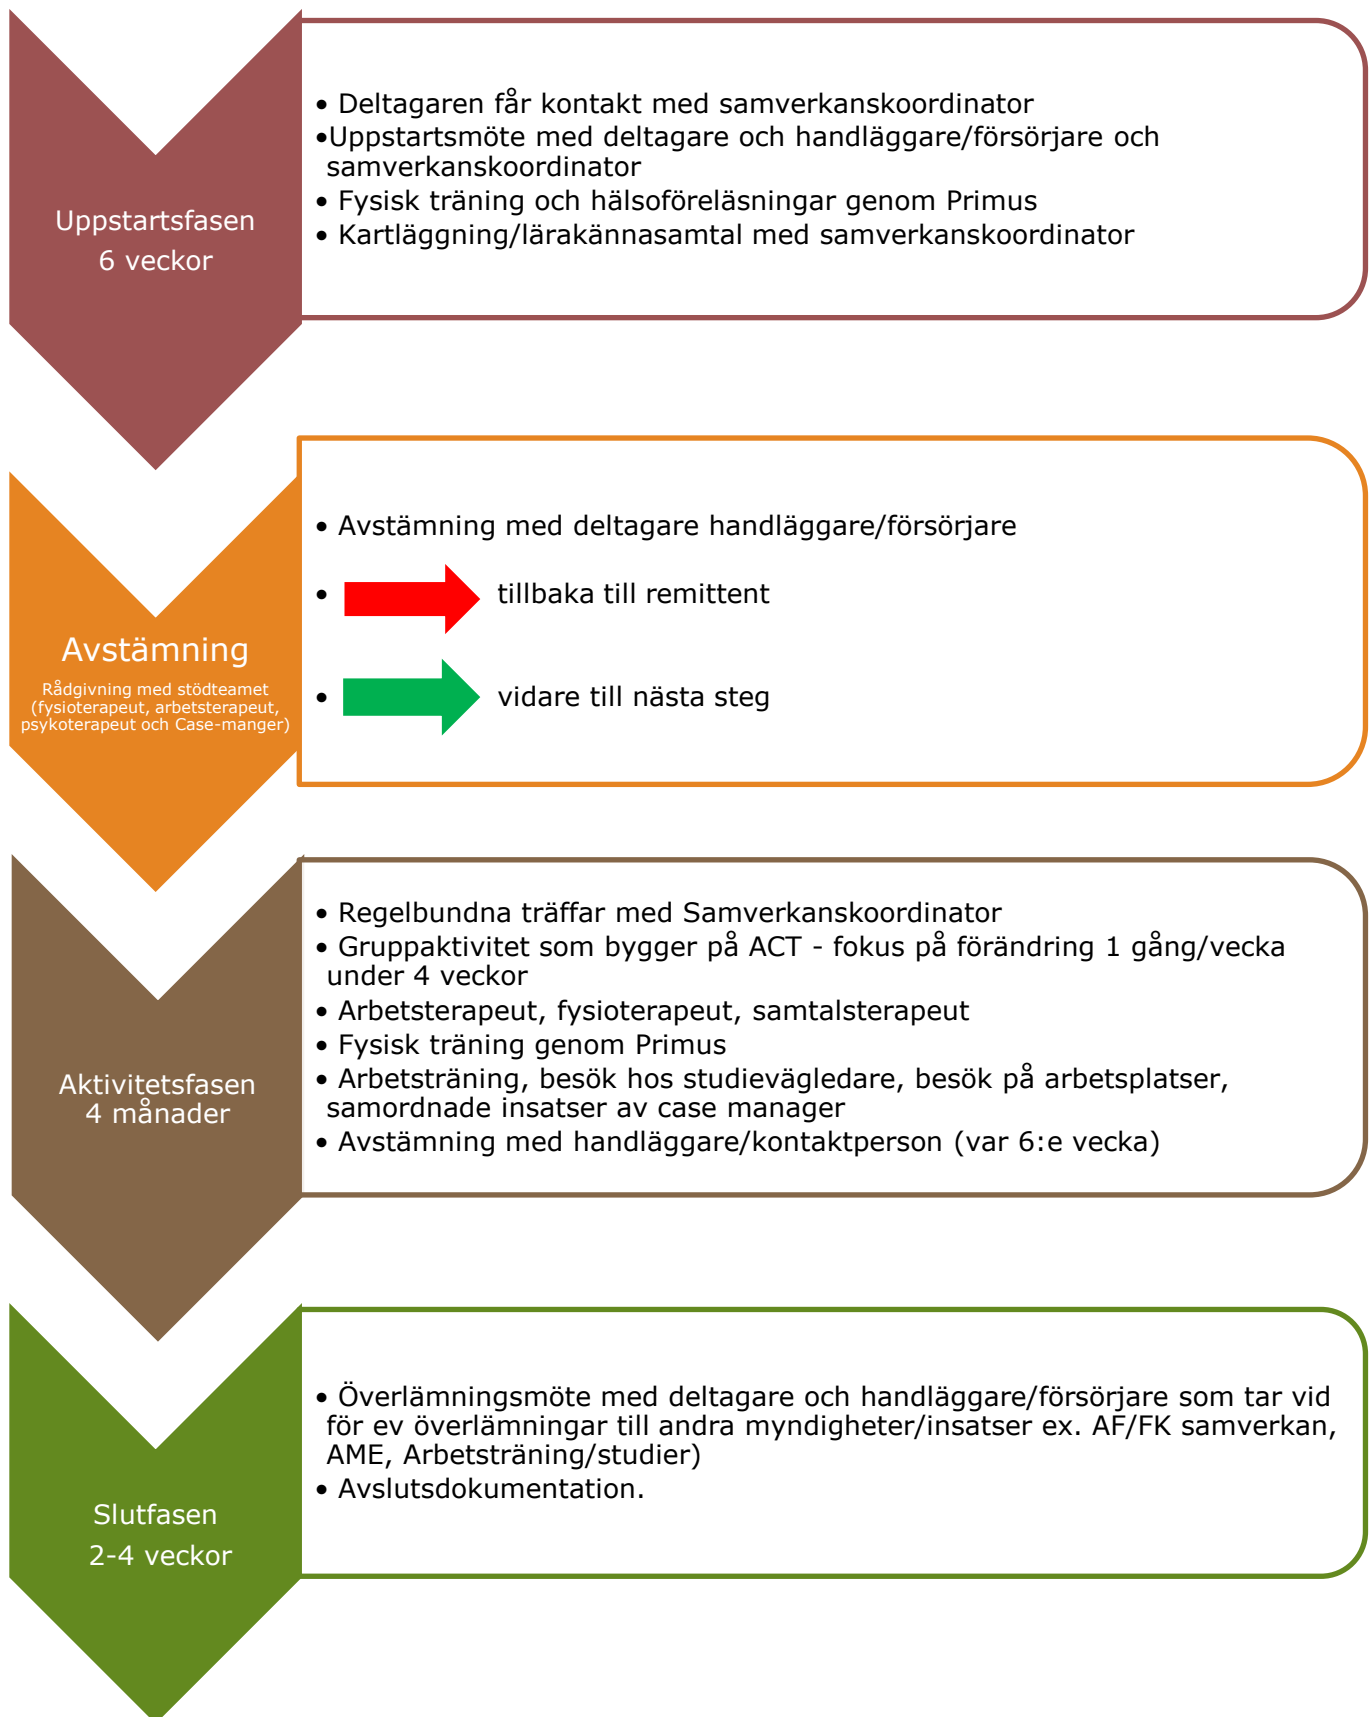 Uppstartsfasen
6 veckor
• Deltagaren får kontakt med samverkanskoordinator
•Uppstartsmöte med deltagare och handläggare/försörjare och
samverkanskoordinator
• Fysisk träning och hälsoföreläsningar genom Primus
• Kartläggning/lärakännasamtal med samverkanskoordinator
Avstämning
Rådgivning med stödteamet
(fysioterapeut, arbetsterapeut,
psykoterapeut och Case-manger)
• Avstämning med deltagare handläggare/försörjare
• tillbaka till remittent
• vidare till nästa steg
Aktivitetsfasen
4 månader
• Regelbundna träffar med Samverkanskoordinator
• Gruppaktivitet som bygger på ACT - fokus på förändring 1 gång/vecka
under 4 veckor
• Arbetsterapeut, fysioterapeut, samtalsterapeut
• Fysisk träning genom Primus
• Arbetsträning, besök hos studievägledare, besök på arbetsplatser,
samordnade insatser av case manager
• Avstämning med handläggare/kontaktperson (var 6:e vecka)
Slutfasen
2-4 veckor
• Överlämningsmöte med deltagare och handläggare/försörjare som tar vid
för ev överlämningar till andra myndigheter/insatser ex. AF/FK samverkan,
AME, Arbetsträning/studier)
• Avslutsdokumentation.